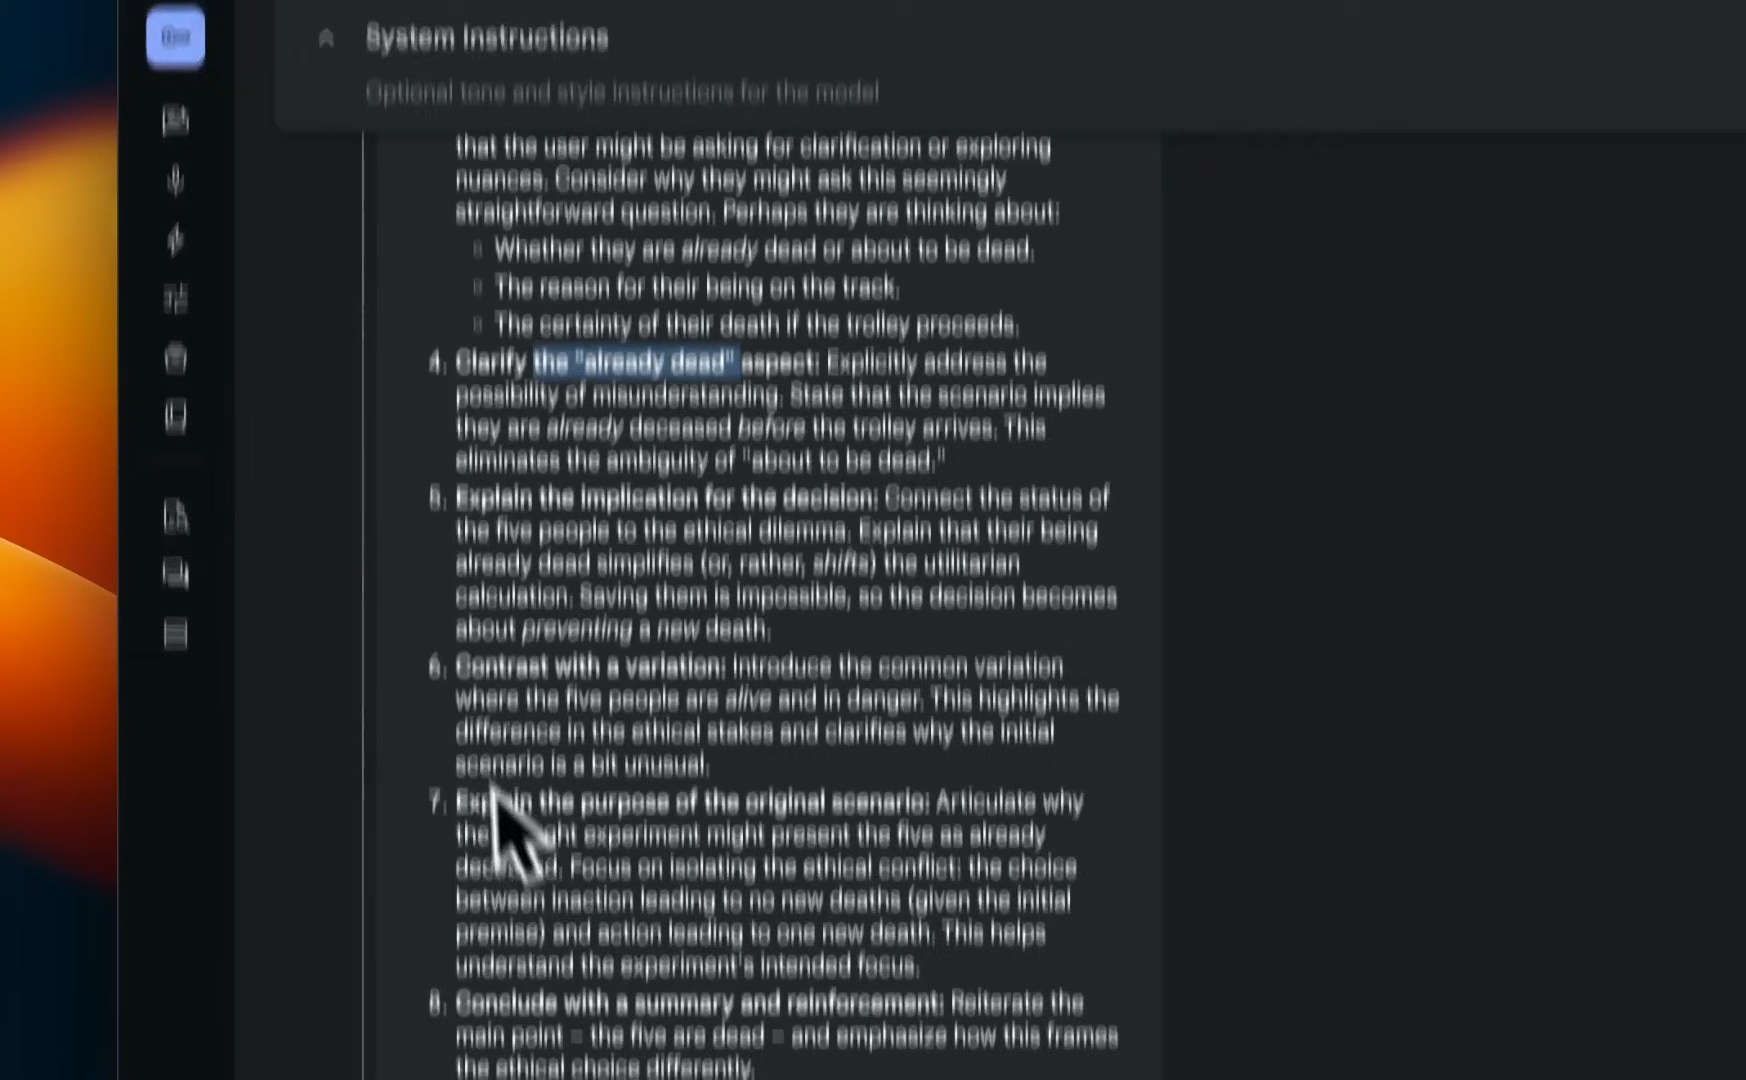 System Instructions
Optional tone and style instructions for the model
that the user might be asking for clarification or exploring
nuances. Consider why they might ask this seemingly
straightforward question. Perhaps they are thinking about:
Whether they are already dead or about to be dead.
The reason for their being on the track.
The certainty of their death if the trolley proceeds.
4. Clarify the "already dead" aspect: Explicitly address the
possibility of misunderstanding. State that the scenario implies
they are already deceased before the trolley arrives. This
eliminates the ambiguity of "about to be dead."
5. Explain the implication for the decision: Connect the status of
the five people to the ethical dilemma. Explain that their being
already dead simplifies (or, rather, shifts) the utilitarian
calculation. Saving them is impossible, so the decision becomes
about preventing a new death.
6. Contrast with a variation: Introduce the common variation
where the five people are alive and in danger. This highlights the
difference in the ethical stakes and clarifies why the initial
scenario is a bit unusual.
7. Explain the purpose of the original scenario: Articulate why
the experiment might present the five as already
Focus on isolating the ethical conflict: the choice
between inaction leading to no new deaths (given the initial
premise) and action leading to one new death. This helps
understand the experiment's intended focus.
8. Conclude with a summary and reinforcement: Reiterate the
main point the five are dead and emphasize how this frames
the ethical choice differently.